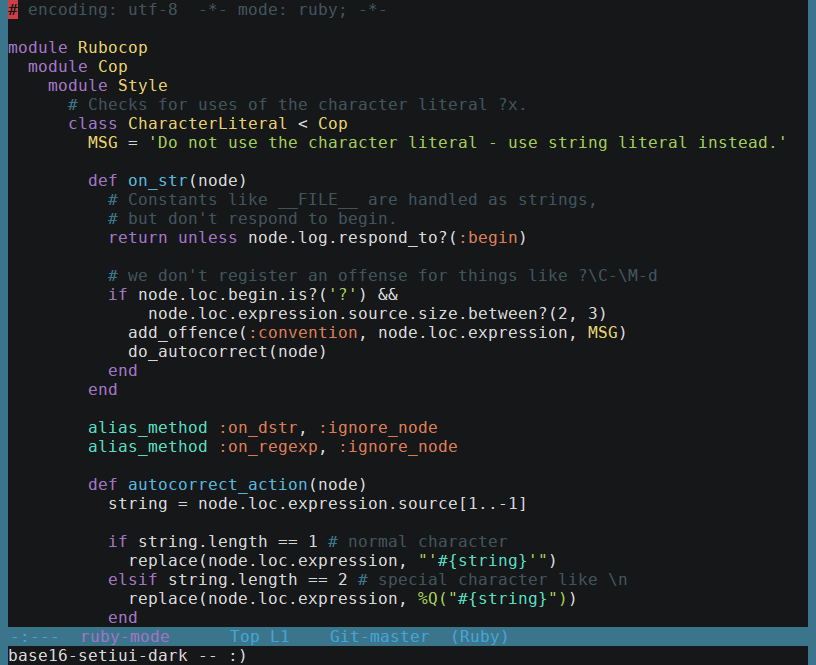 # encoding: utf-8  -*- mode: ruby; -*-

module Rubocop
  module Cop
    module Style
      # Checks for uses of the character literal ?x.
      class CharacterLiteral < Cop
        MSG = 'Do not use the character literal - use string literal instead.'

        def on_str(node)
          # Constants like __FILE__ are handled as strings,
          # but don't respond to begin.
          return unless node.log.respond_to?(:begin)

          # we don't register an offense for things like ?\C-\M-d
          if node.loc.begin.is?('?') &&
              node.loc.expression.source.size.between?(2, 3)
            add_offence(:convention, node.loc.expression, MSG)
            do_autocorrect(node)
          end
        end

        alias_method :on_dstr, :ignore_node
        alias_method :on_regexp, :ignore_node

        def autocorrect_action(node)
          string = node.loc.expression.source[1..-1]

          if string.length == 1 # normal character
            replace(node.loc.expression, "'#{string}'")
          elsif string.length == 2 # special character like \n
            replace(node.loc.expression, %Q("#{string}"))
          end
-:---  ruby-mode      Top L1    Git-master  (Ruby)
base16-setiui-dark -- :)